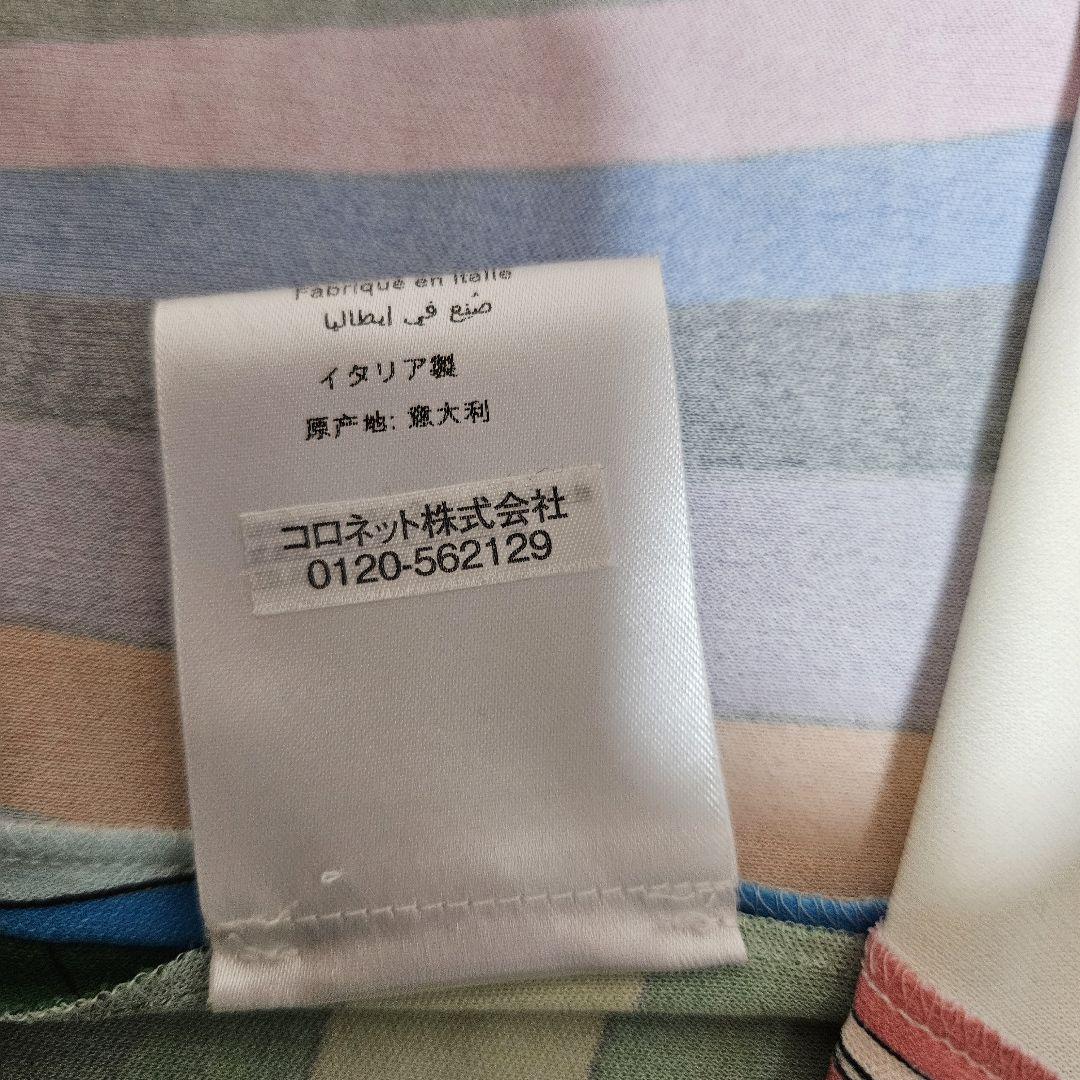 Fabriqué en Italie
صُنع في ايطاليا
イタリア製
原产地: 意大利
コロネット株式会社
0120-562129